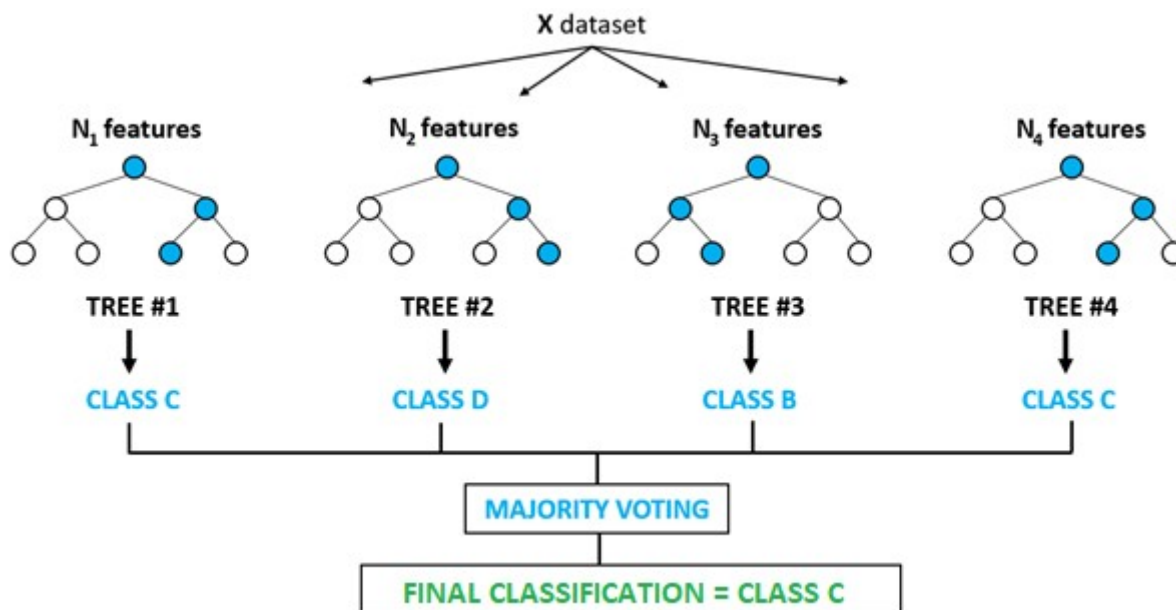 X dataset
N₁ features N₂ features N₃ features N₄ features
TREE #1 TREE #2 TREE #3 TREE #4
CLASS C CLASS D CLASS B CLASS C
MAJORITY VOTING
FINAL CLASSIFICATION = CLASS C